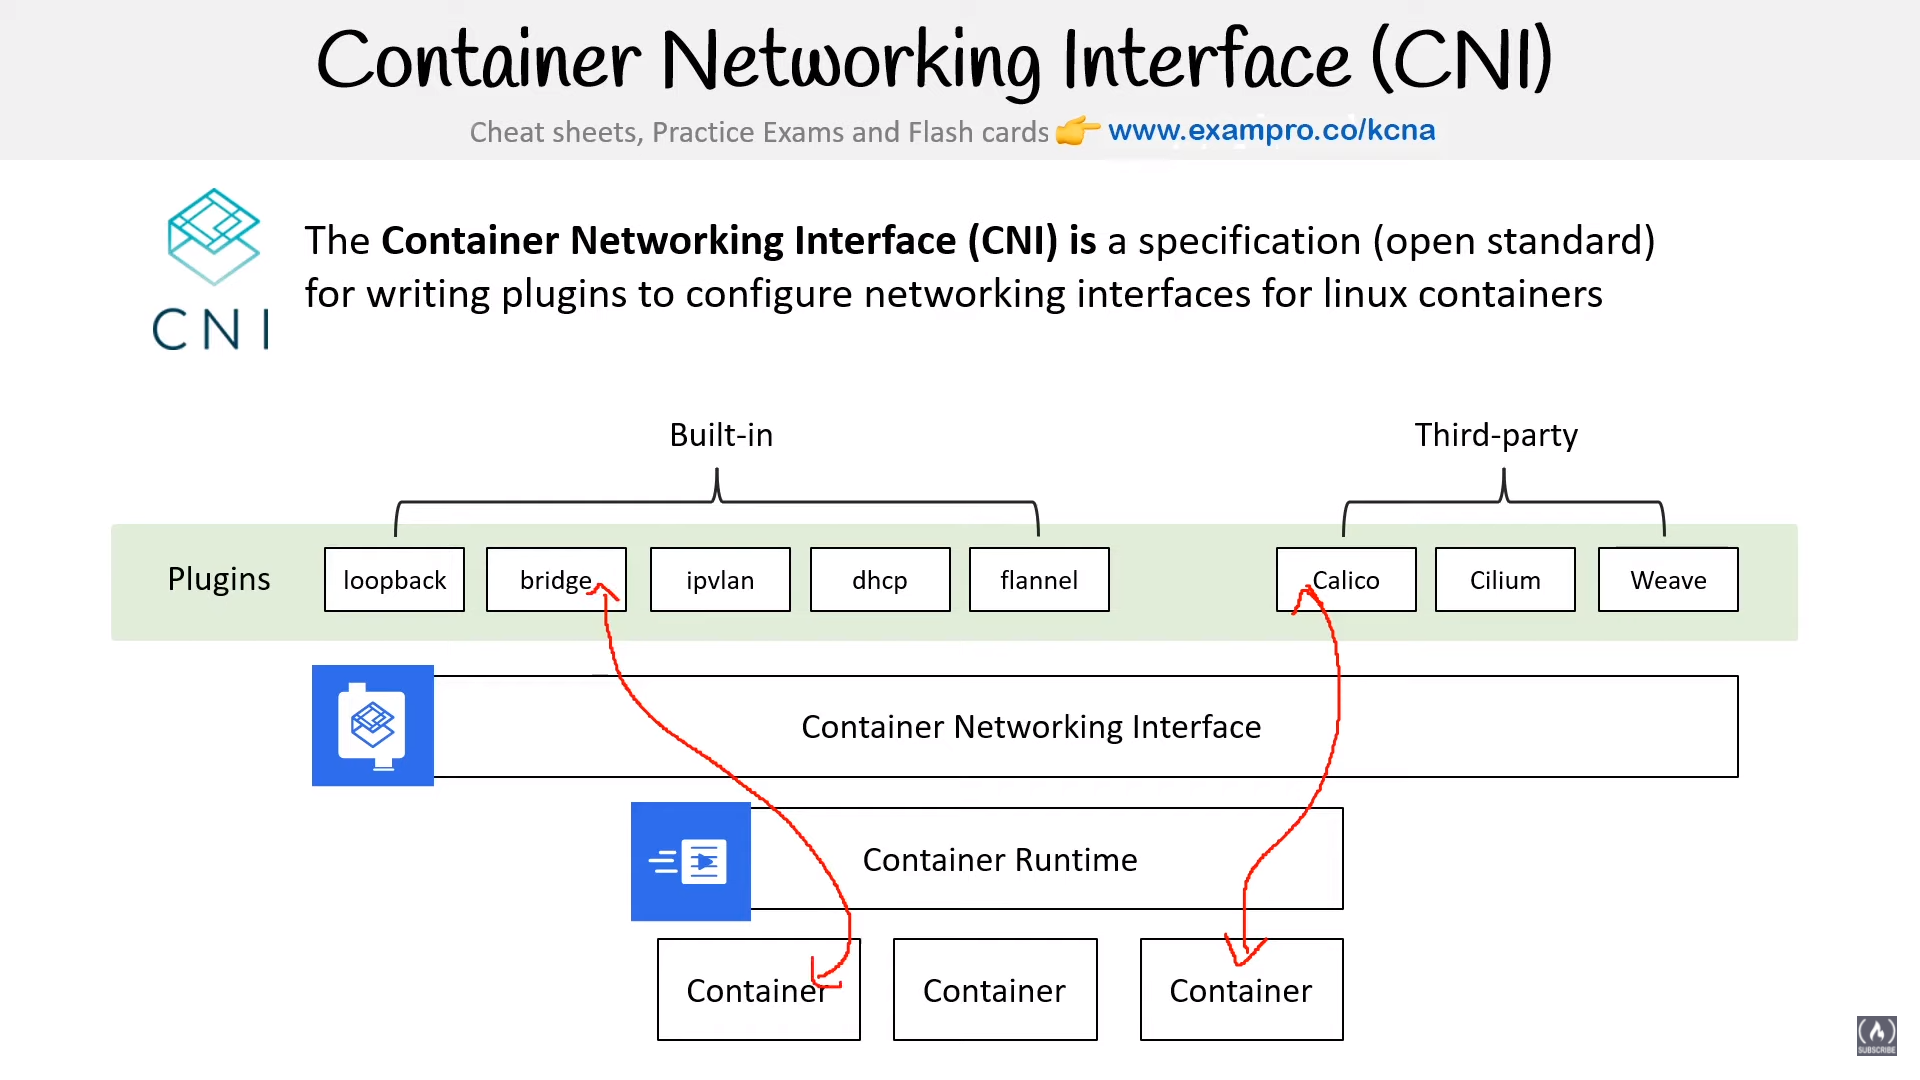 Container Networking Interface (CNI)
Cheat sheets, Practice Exams and Flash cards 👉 www.exampro.co/kcna
The Container Networking Interface (CNI) is a specification (open standard)
for writing plugins to configure networking interfaces for linux containers
CNI
Built-in
Third-party
Plugins
loopback
bridge
ipvlan
dhcp
flannel
Calico
Cilium
Weave
Container Networking Interface
Container Runtime
Container
Container
Container
SUBSCRIBE